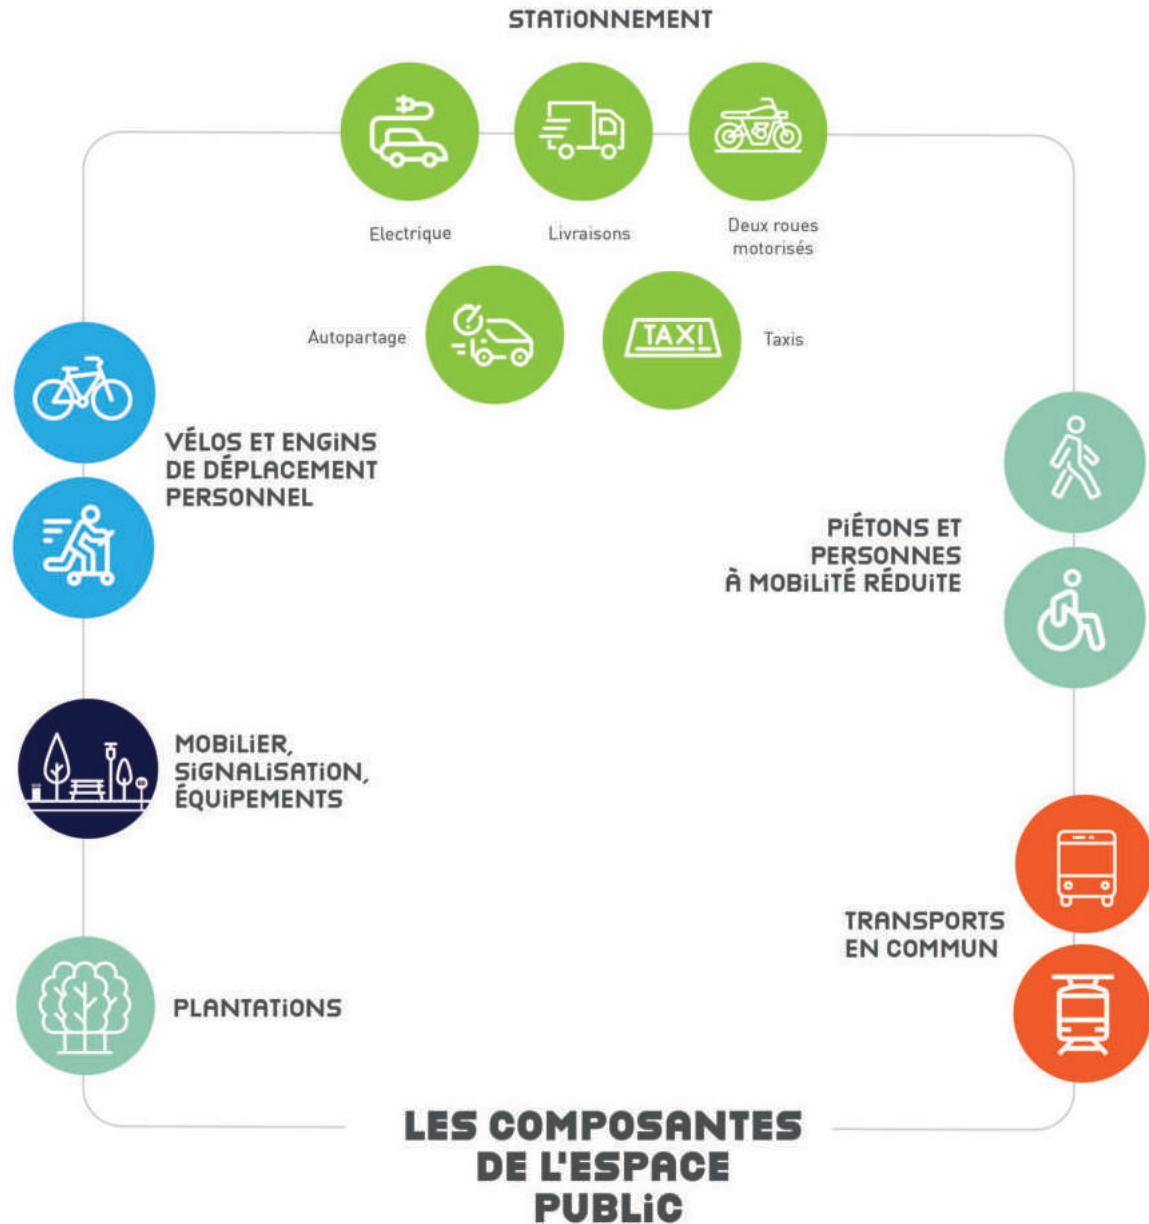 STATIONNEMENT
Electrique
Livraisons
Deux roues
motorisés
Autopartage
TAXI
Taxis
VÉLOS ET ENGINS
DE DÉPLACEMENT
PERSONNEL
PIÉTONS ET
PERSONNES
À MOBILITÉ RÉDUITE
MOBILIER,
SIGNALISATION,
ÉQUIPEMENTS
TRANSPORTS
EN COMMUN
PLANTATIONS
LES COMPOSANTES
DE L'ESPACE
PUBLIC